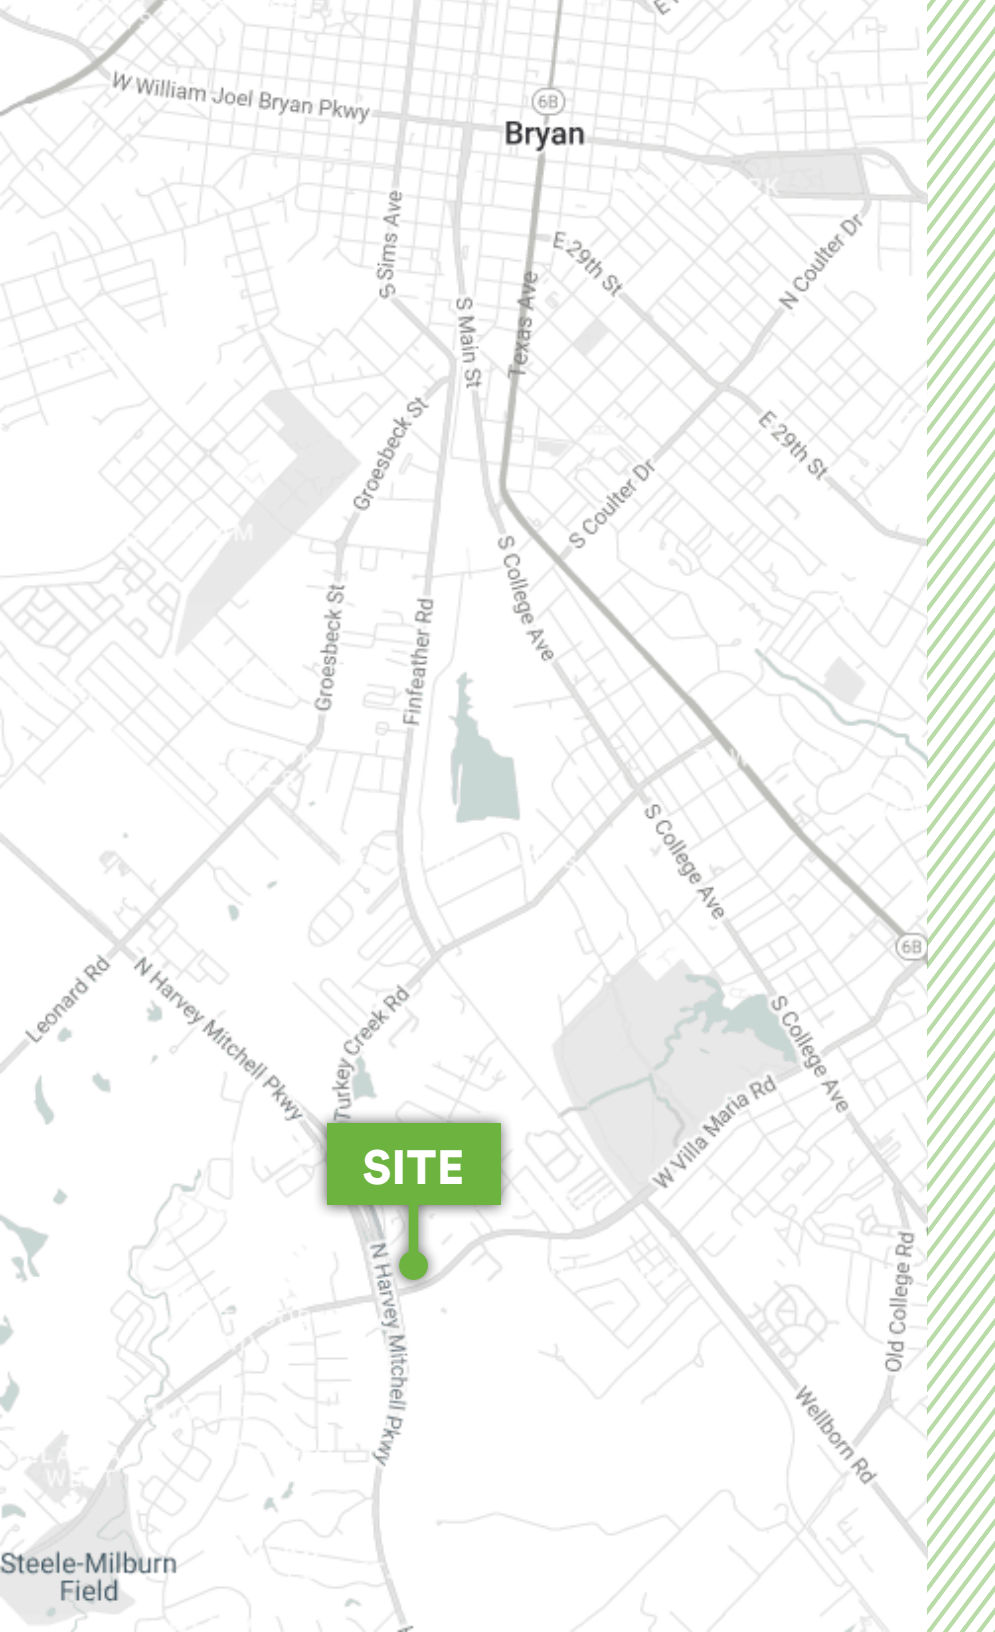 W William Joel Bryan Pkwy
6B
Bryan
S Sims Ave
E 29th St
N Coulter Dr
S Main St
Texas Ave
Groesbeck St
E 29th St
S Coulter Dr
S College Ave
Groesbeck St
Finfeather Rd
S College Ave
6B
Leonard Rd
N Harvey Mitchell Pkwy
Turkey Creek Rd
S College Ave
W Villa Maria Rd
SITE
N Harvey Mitchell Pkwy
Old College Rd
Wellborn Rd
WEST
Steele-Milburn
Field